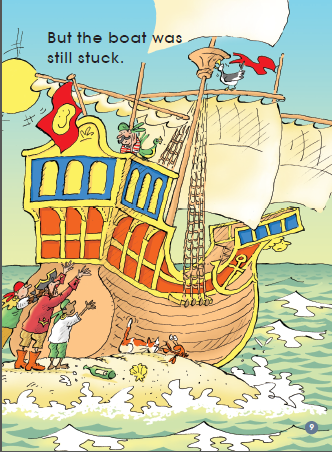 But the boat was
still stuck.
9